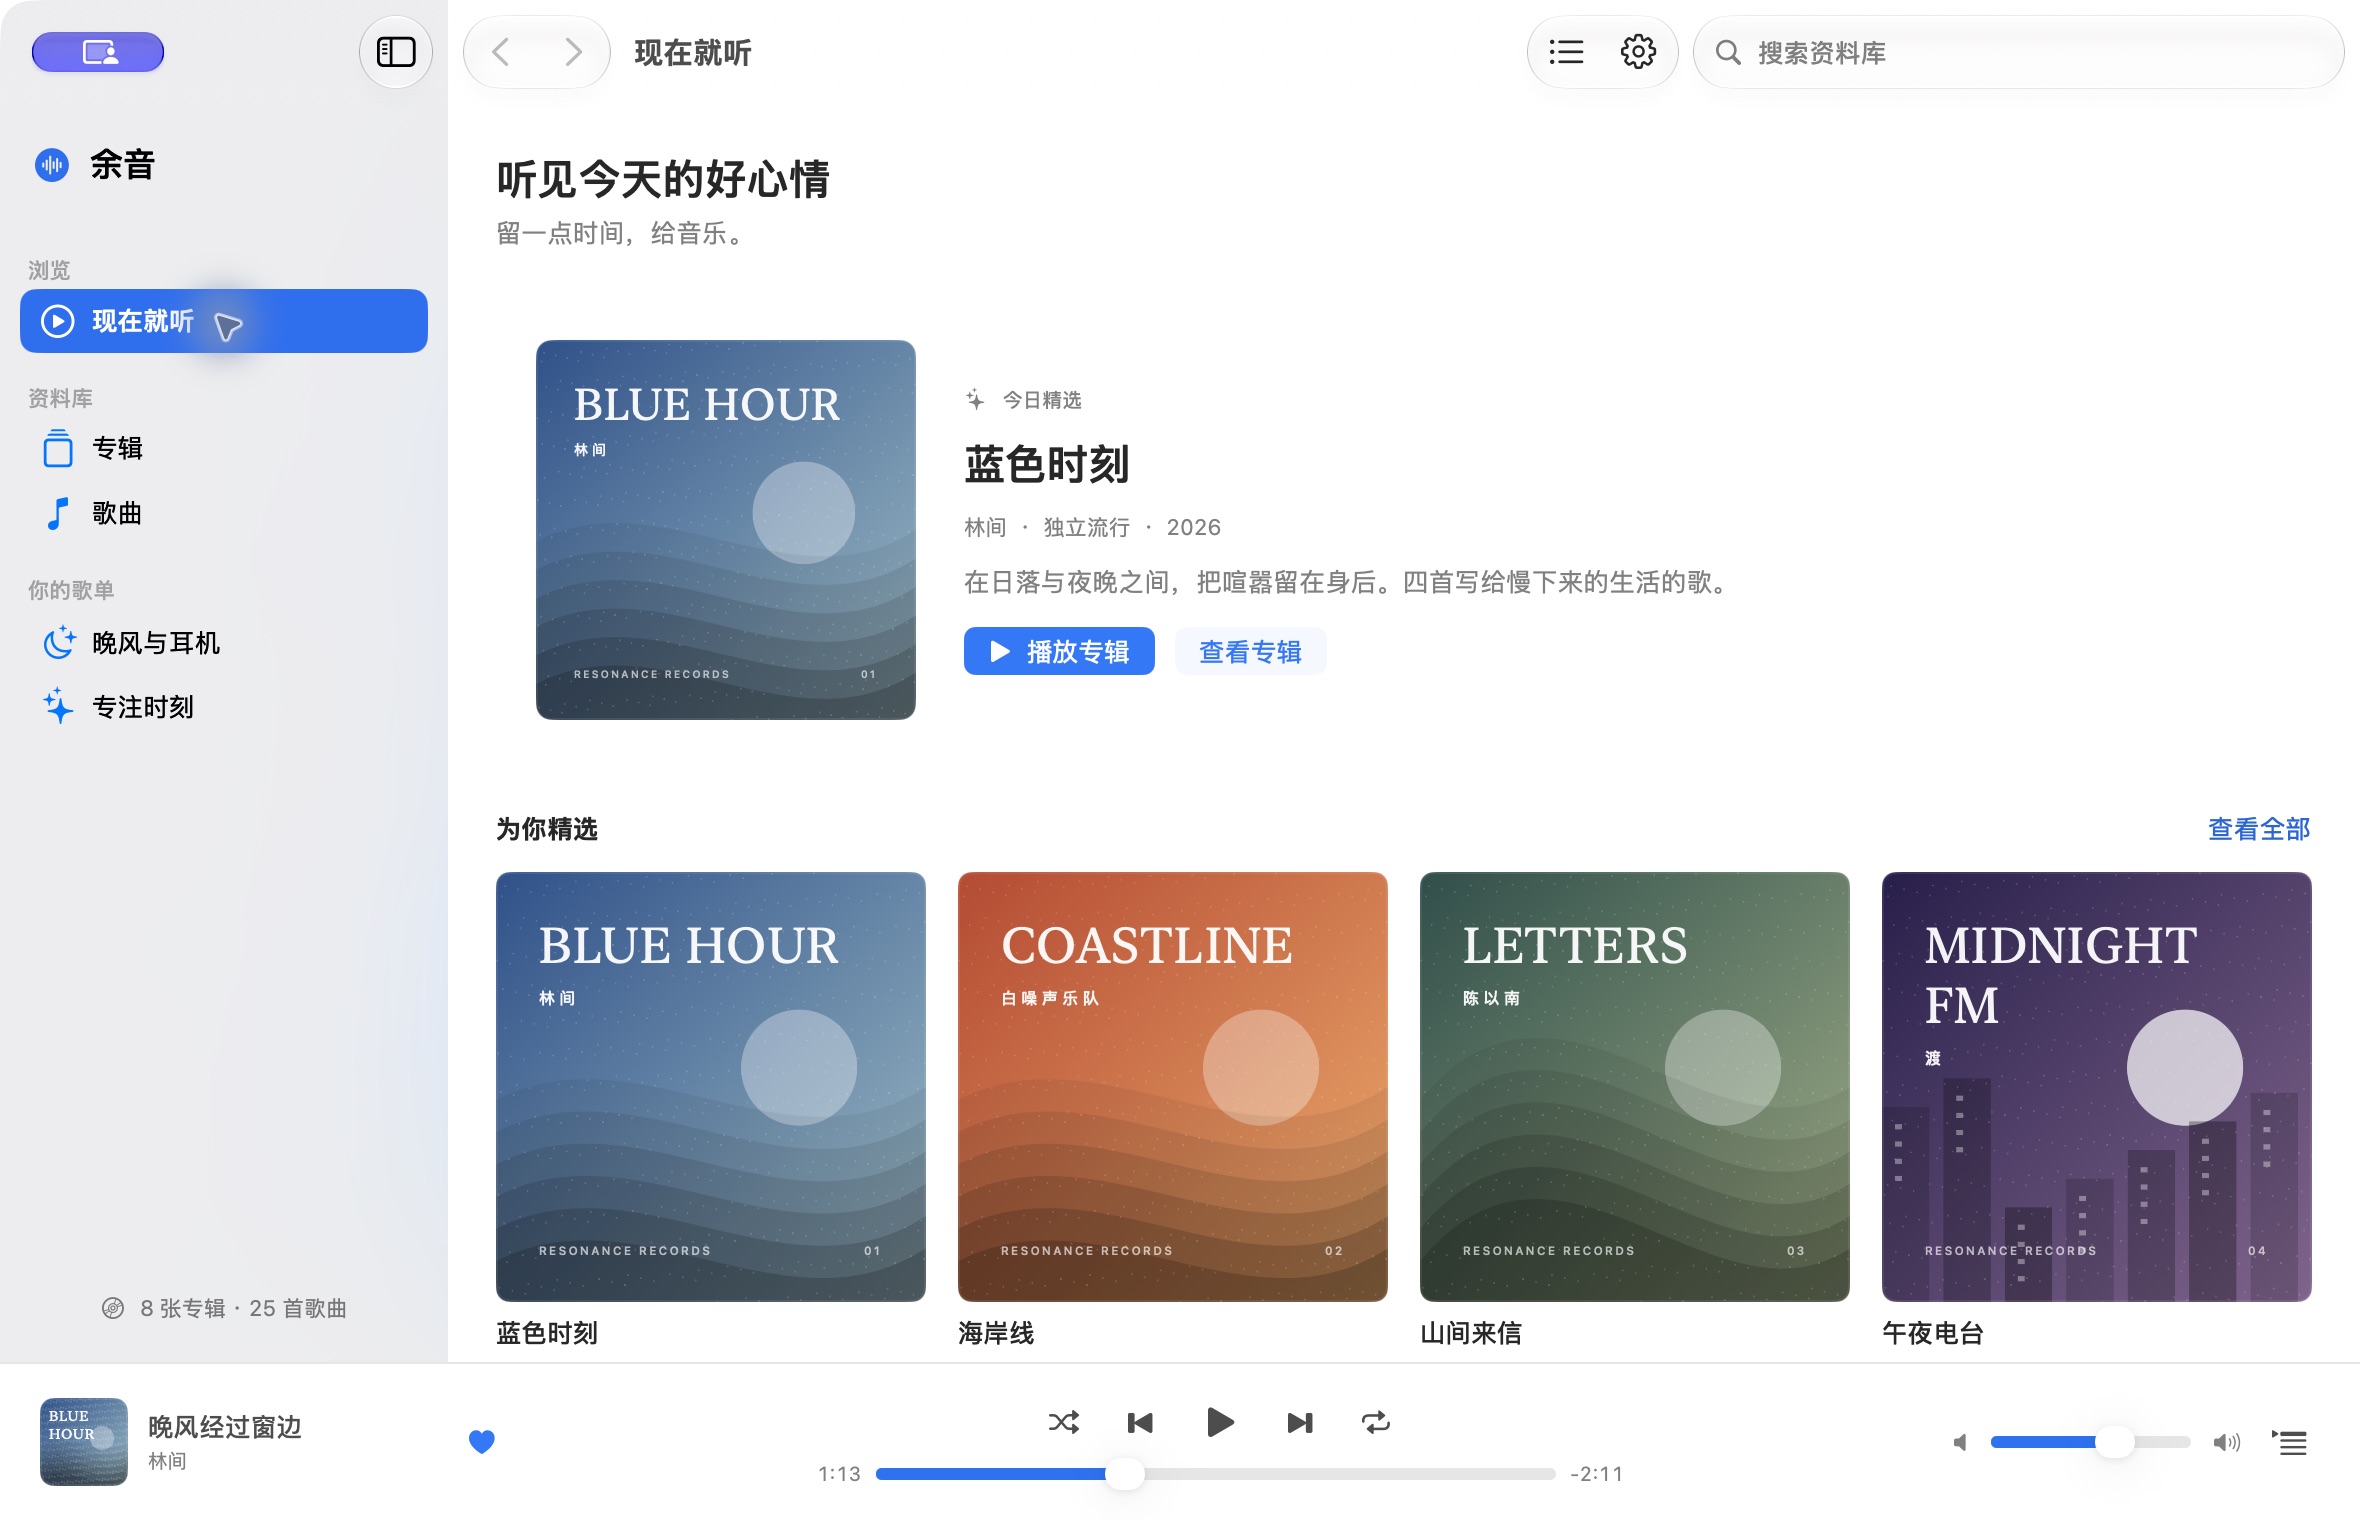 现在就听
搜索资料库
余音
浏览
现在就听
资料库
专辑
歌曲
你的歌单
晚风与耳机
专注时刻
8 张专辑 · 25 首歌曲
听见今天的好心情
留一点时间，给音乐。
BLUE HOUR
林间
RESONANCE RECORDS 01
今日精选
蓝色时刻
林间 · 独立流行 · 2026
在日落与夜晚之间，把喧嚣留在身后。四首写给慢下来的生活的歌。
播放专辑 查看专辑
为你精选 查看全部
BLUE HOUR
林间
RESONANCE RECORDS 01
蓝色时刻
COASTLINE
白噪声乐队
RESONANCE RECORDS 02
海岸线
LETTERS
陈以南
RESONANCE RECORDS 03
山间来信
MIDNIGHT
FM
渡
RESONANCE RECORDS 04
午夜电台
BLUE
HOUR
晚风经过窗边
林间
1:13 -2:11